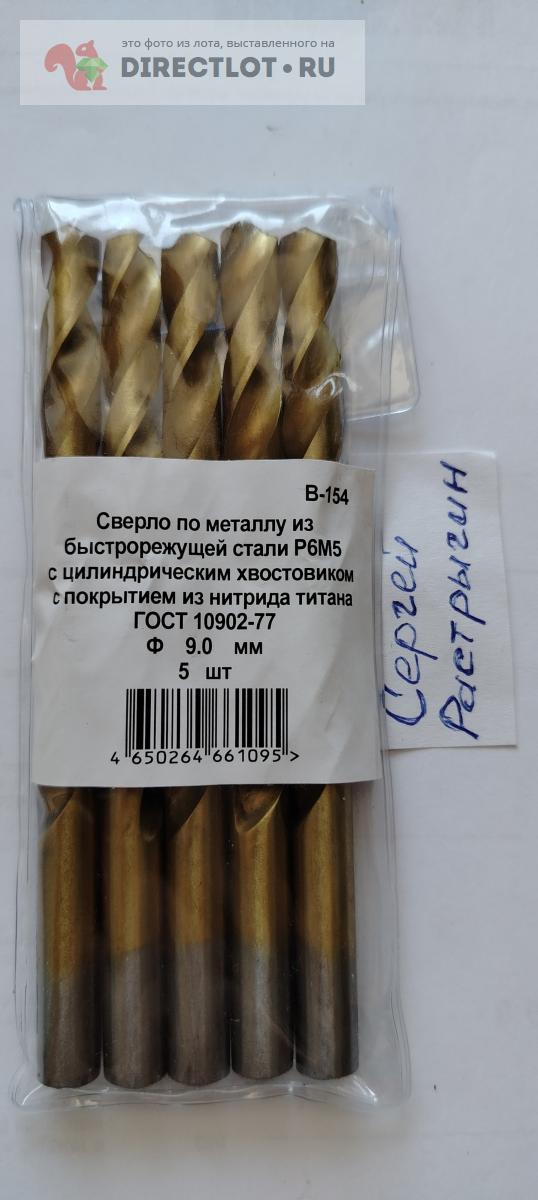 это фото из лота, выставленного на
DIRECTLOT•RU
В-154
Сверло по металлу из
быстрорежущей стали Р6М5
с цилиндрическим хвостовиком
с покрытием из нитрида титана
ГОСТ 10902-77
Ф 9.0 мм
5 шт
4 650264 661095 >
Сергей
Растрыгин